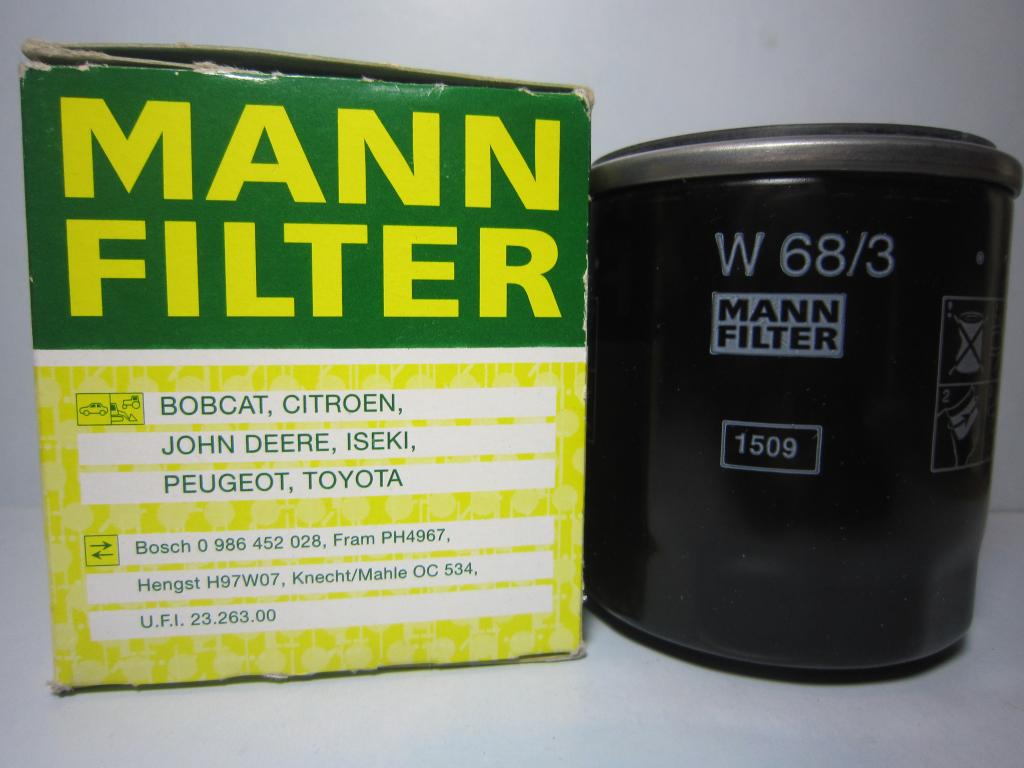 MANN
FILTER
BOBCAT, CITROEN,
JOHN DEERE, ISEKI,
PEUGEOT, TOYOTA
Bosch 0 986 452 028, Fram PH4967,
Hengst H97W07, Knecht/Mahle OC 534,
U.F.I. 23.263.00
W 68/3
MANN
FILTER
1509
2